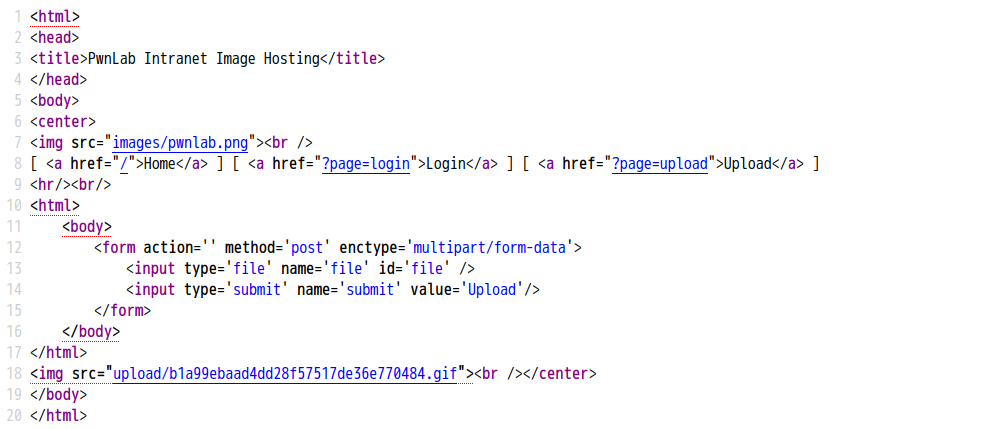 1 <html>
2 <head>
3 <title>PwnLab Intranet Image Hosting</title>
4 </head>
5 <body>
6 <center>
7 <img src="images/pwnlab.png"><br />
8 [ <a href="/">Home</a> ] [ <a href="?page=login">Login</a> ] [ <a href="?page=upload">Upload</a> ]
9 <hr/><br/>
10 <html>
11     <body>
12         <form action='' method='post' enctype='multipart/form-data'>
13             <input type='file' name='file' id='file' />
14             <input type='submit' name='submit' value='Upload'/>
15         </form>
16     </body>
17 </html>
18 <img src="upload/b1a99ebaad4dd28f57517de36e770484.gif"><br /></center>
19 </body>
20 </html>